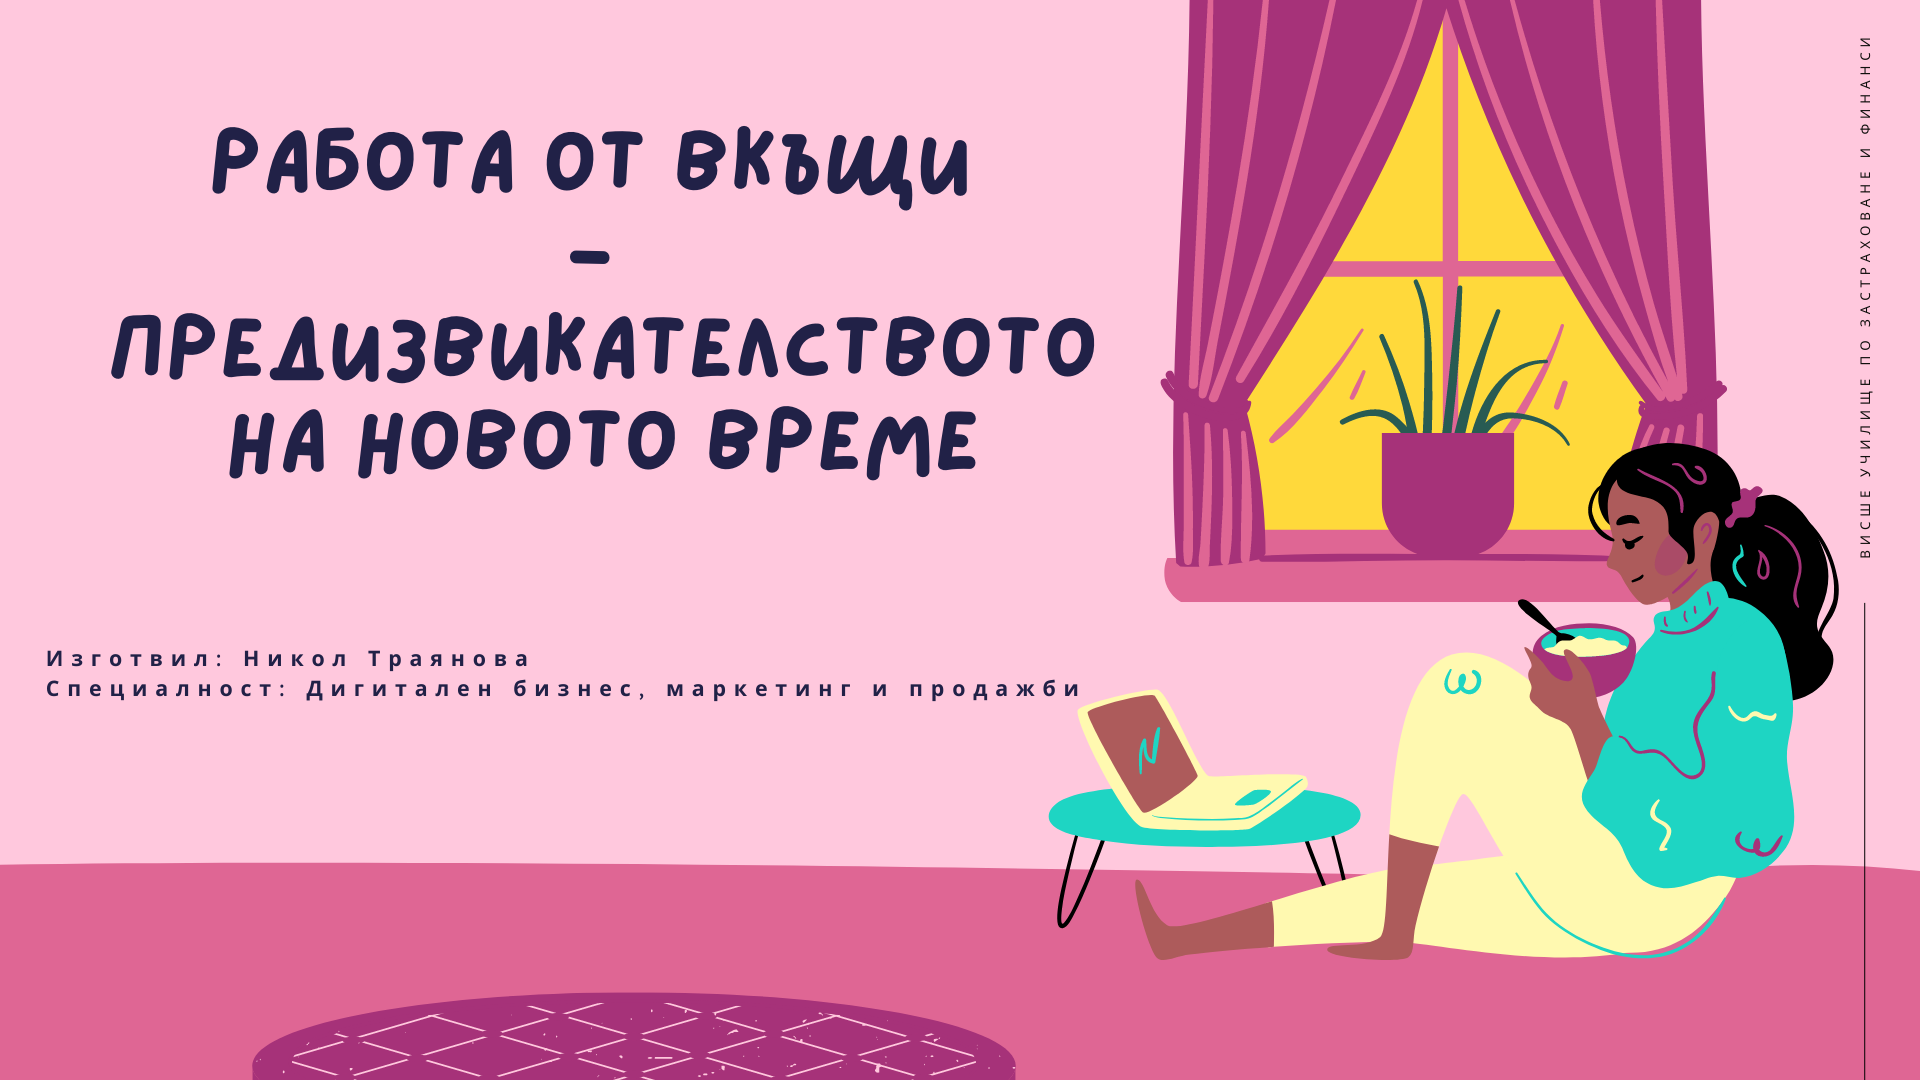 РАБОТА ОТ ВКЪЩИ
–
ПРЕДИЗВИКАТЕЛСТВОТО
НА НОВОТО ВРЕМЕ
Изготвил: Никол Траянова
Специалност: Дигитален бизнес, маркетинг и продажби
ВИСШЕ УЧИЛИЩЕ ПО ЗАСТРАХОВАНЕ И ФИНАНСИ